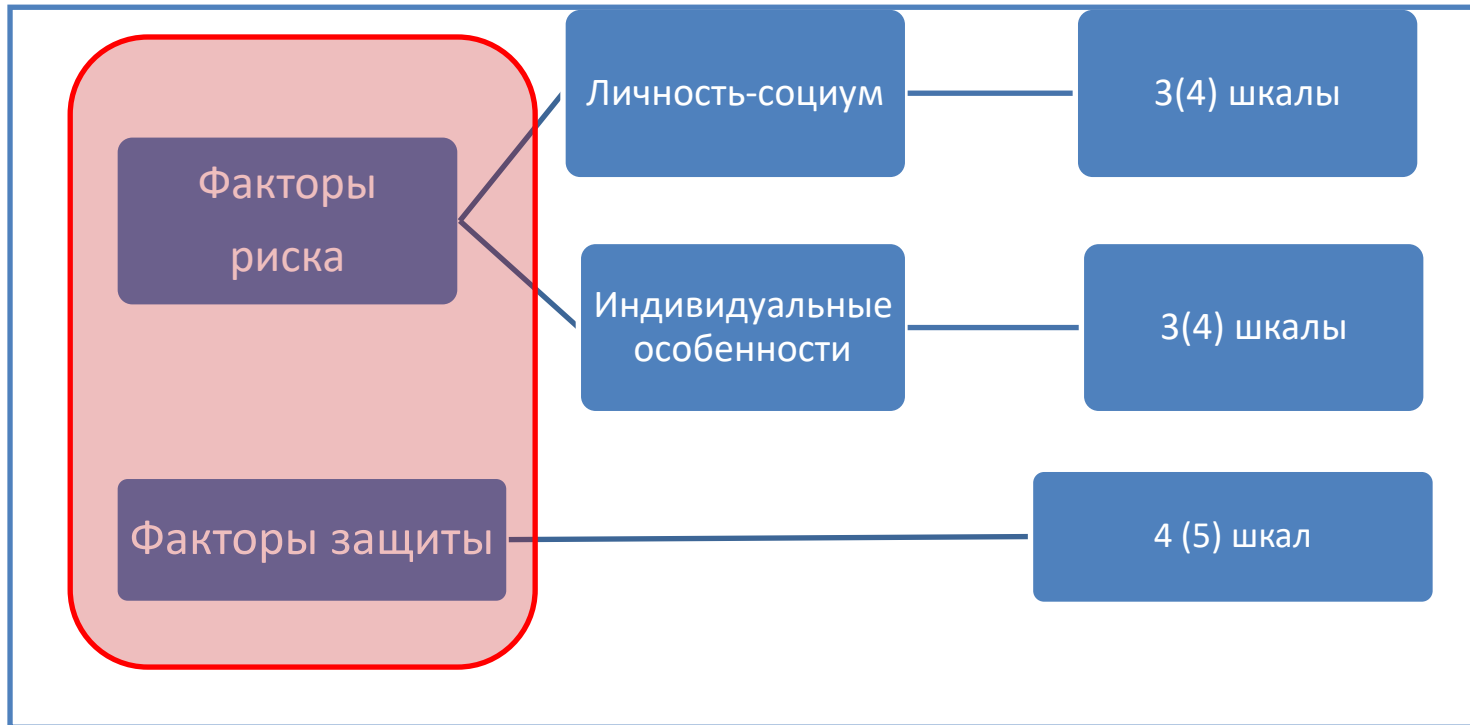 Личность-социум
3(4) шкалы
Факторы
риска
Индивидуальные
особенности
3(4) шкалы
Факторы защиты
4 (5) шкал